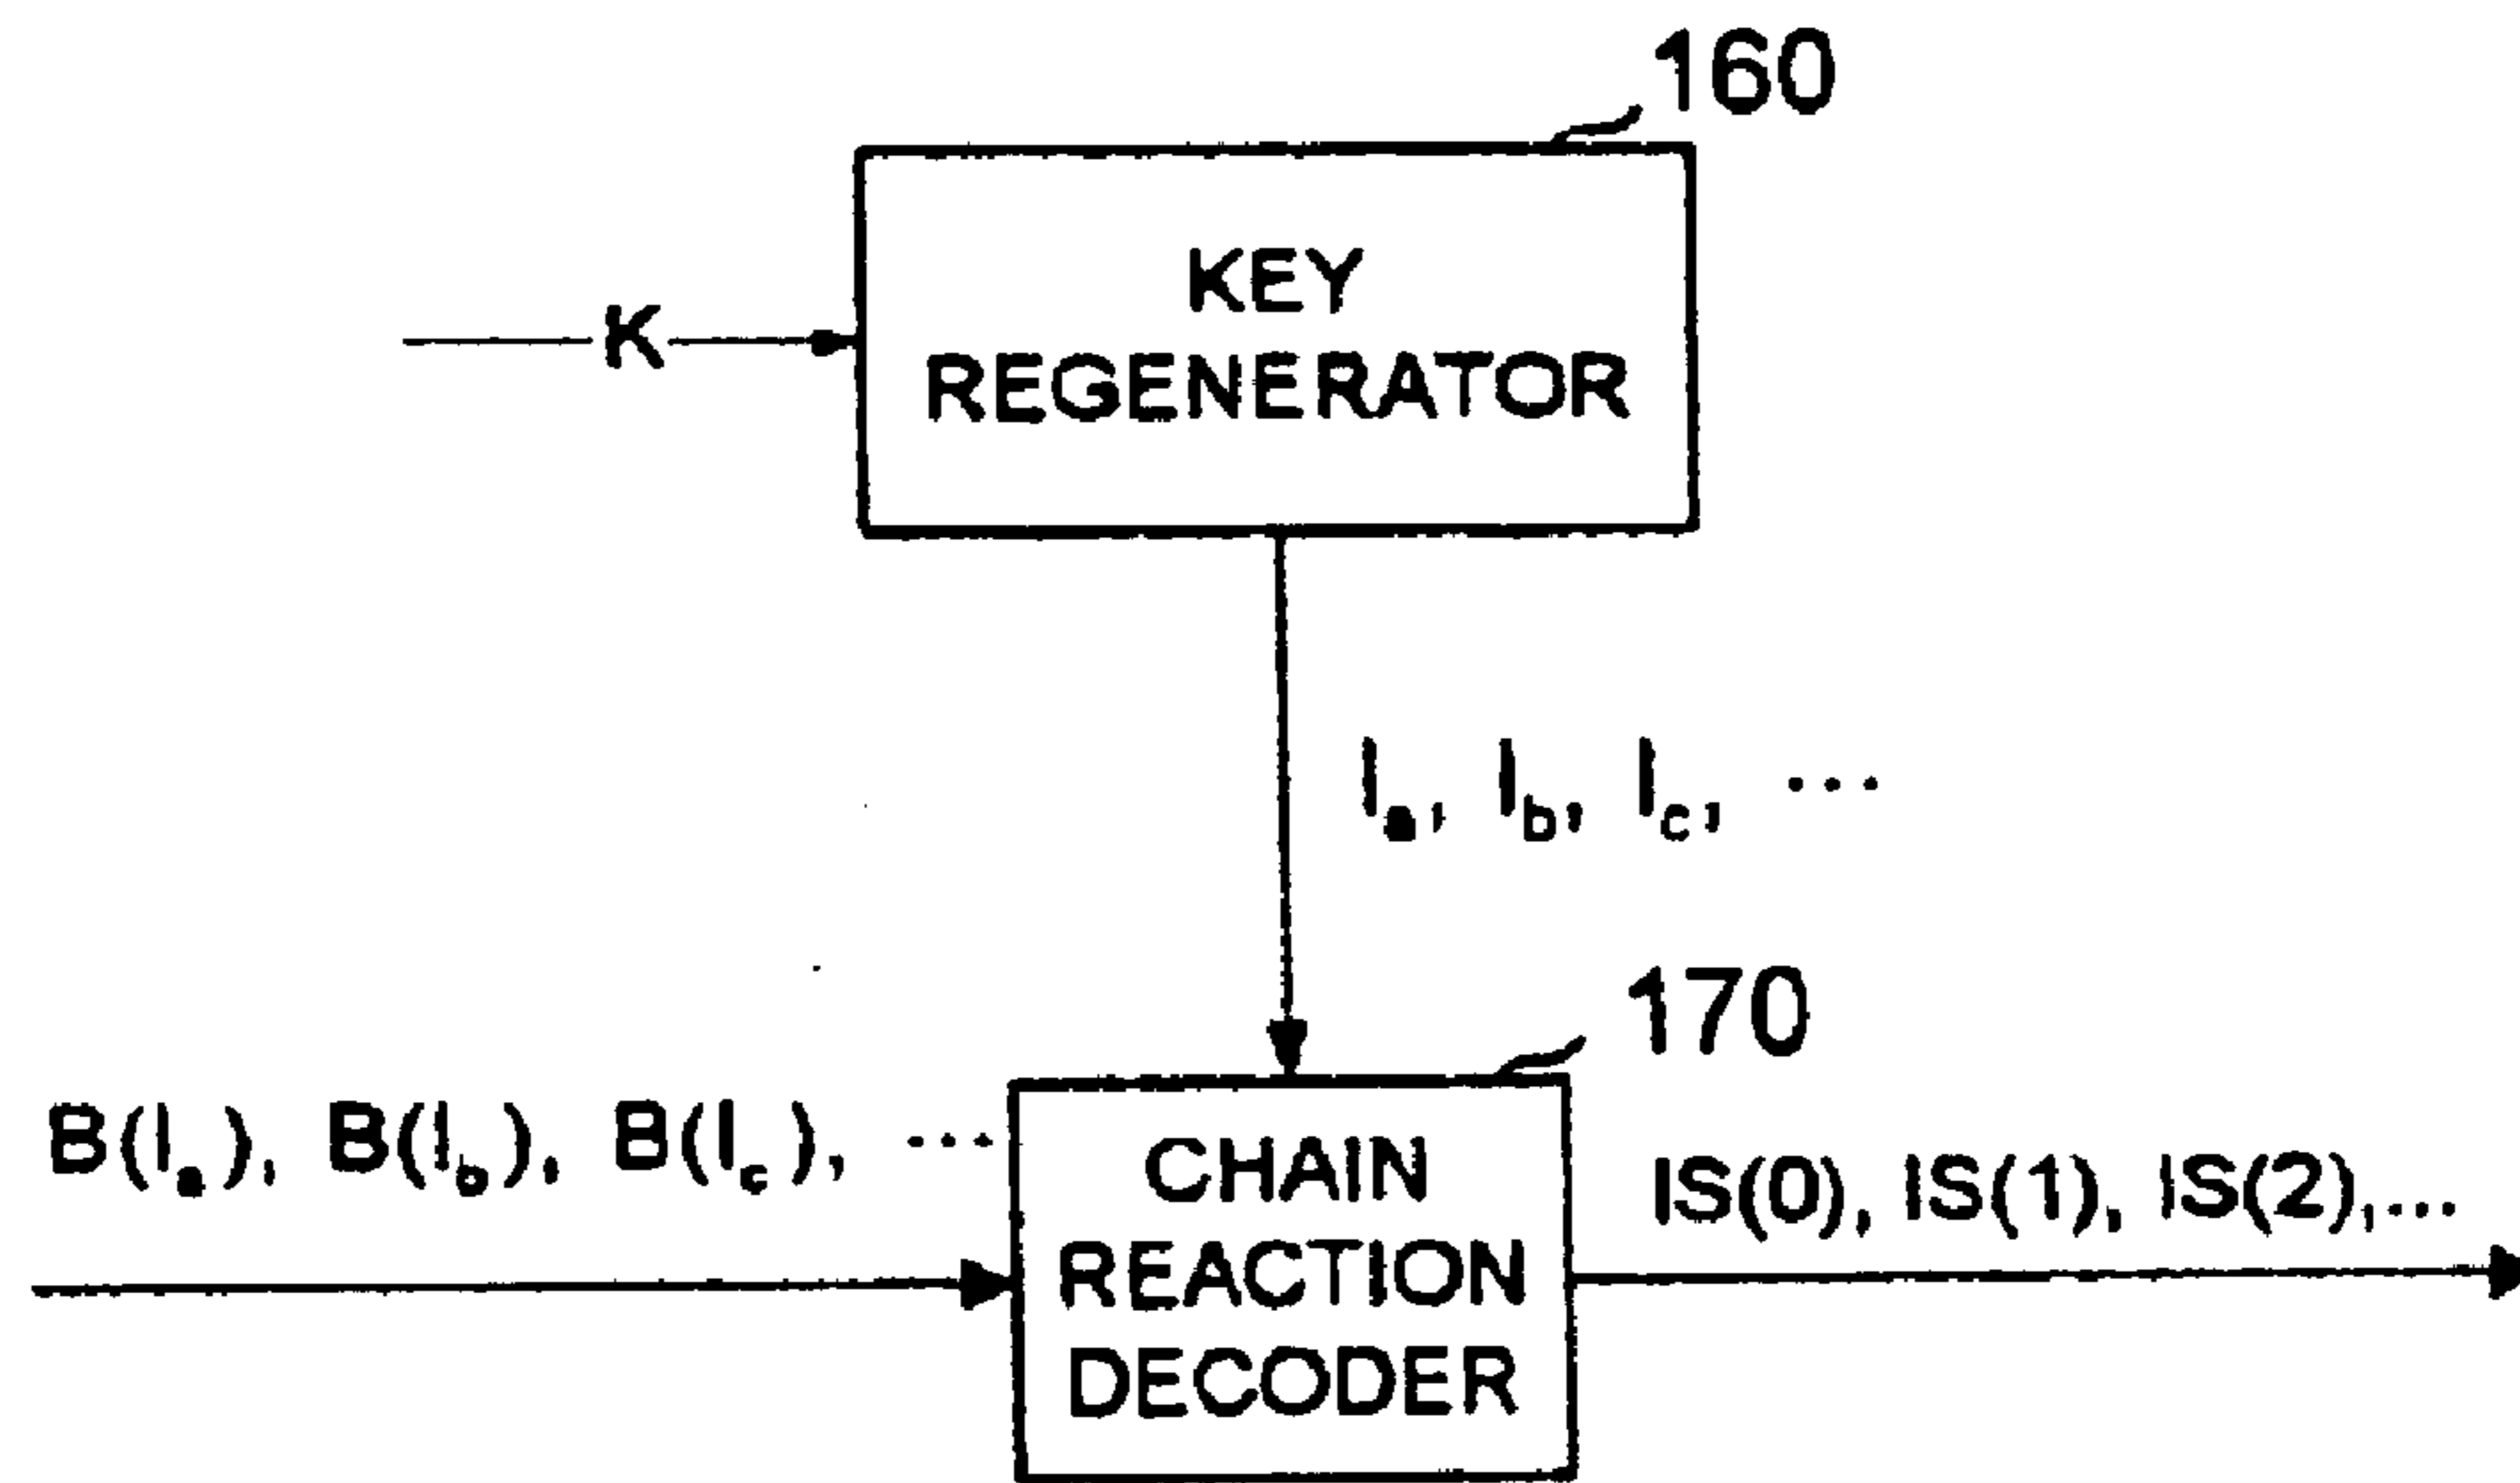 160
KEY
REGENERATOR
K
I_a, I_b, I_c, ...
170
B(I_a), B(I_b), B(I_c), ...
CHAIN
REACTION
DECODER
IS(0), IS(1), IS(2), ...